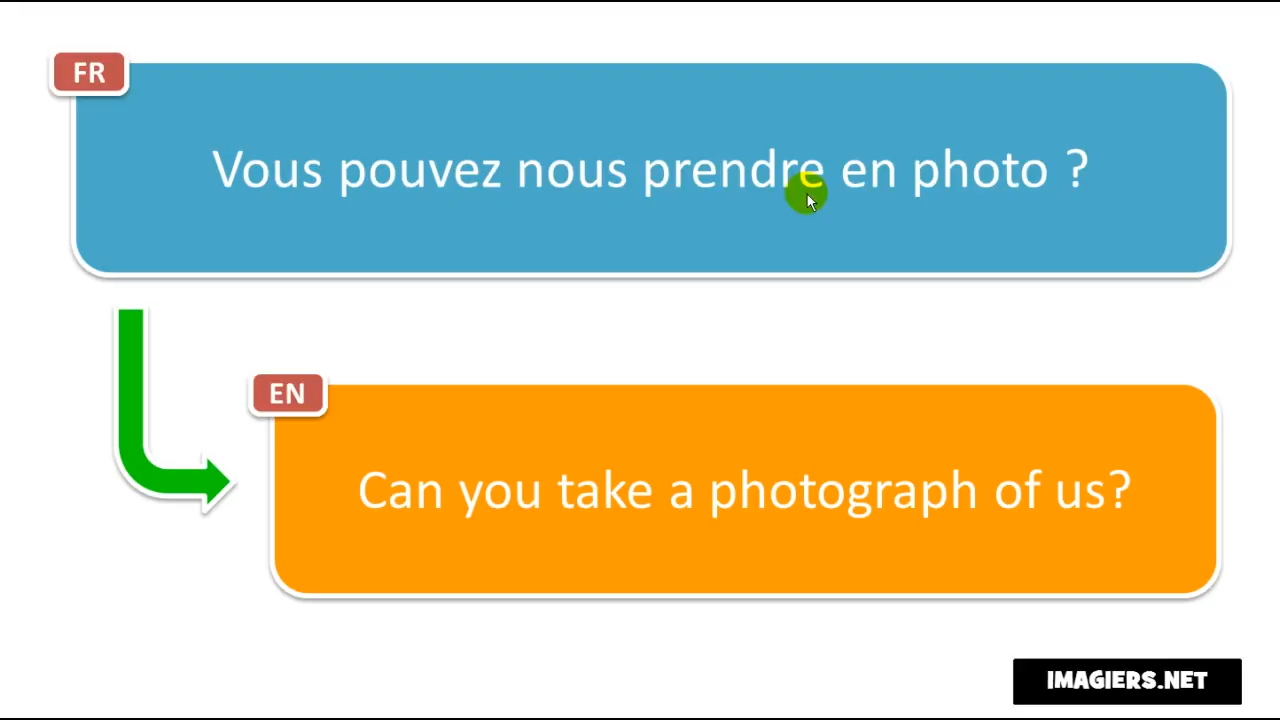 FR
Vous pouvez nous prendre en photo ?
EN
Can you take a photograph of us?
IMAGIERS.NET